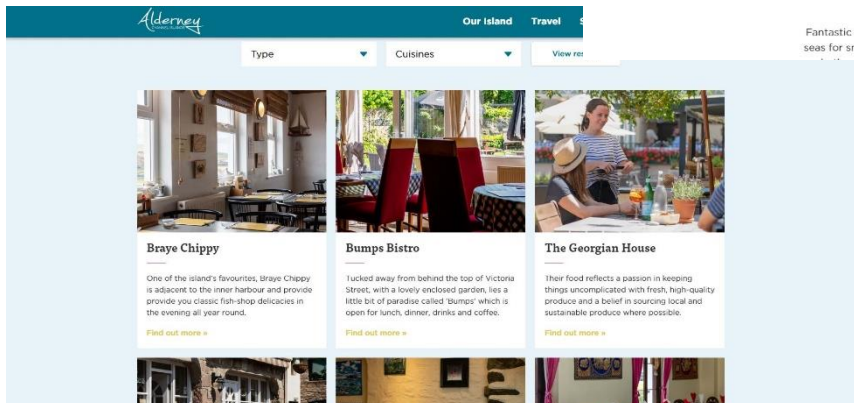 Alderney
Our Island Travel
Fantastic
seas for
Type Cuisines
Braye Chippy
One of the island's favourites, Braye Chippy
is adjacent to the inner harbour and provide
provide you classic fish-shop delicacies in
the evening all year round.
Find out more »
Bumps Bistro
Tucked away from behind the top of Victoria
Street, with a lovely enclosed garden, lies a
little bit of paradise called 'Bumps' which is
open for lunch, dinner, drinks and coffee.
Find out more »
The Georgian House
Their food reflects a passion in keeping
things uncomplicated with fresh, high-quality
produce and a belief in sourcing local and
sustainable produce where possible.
Find out more »